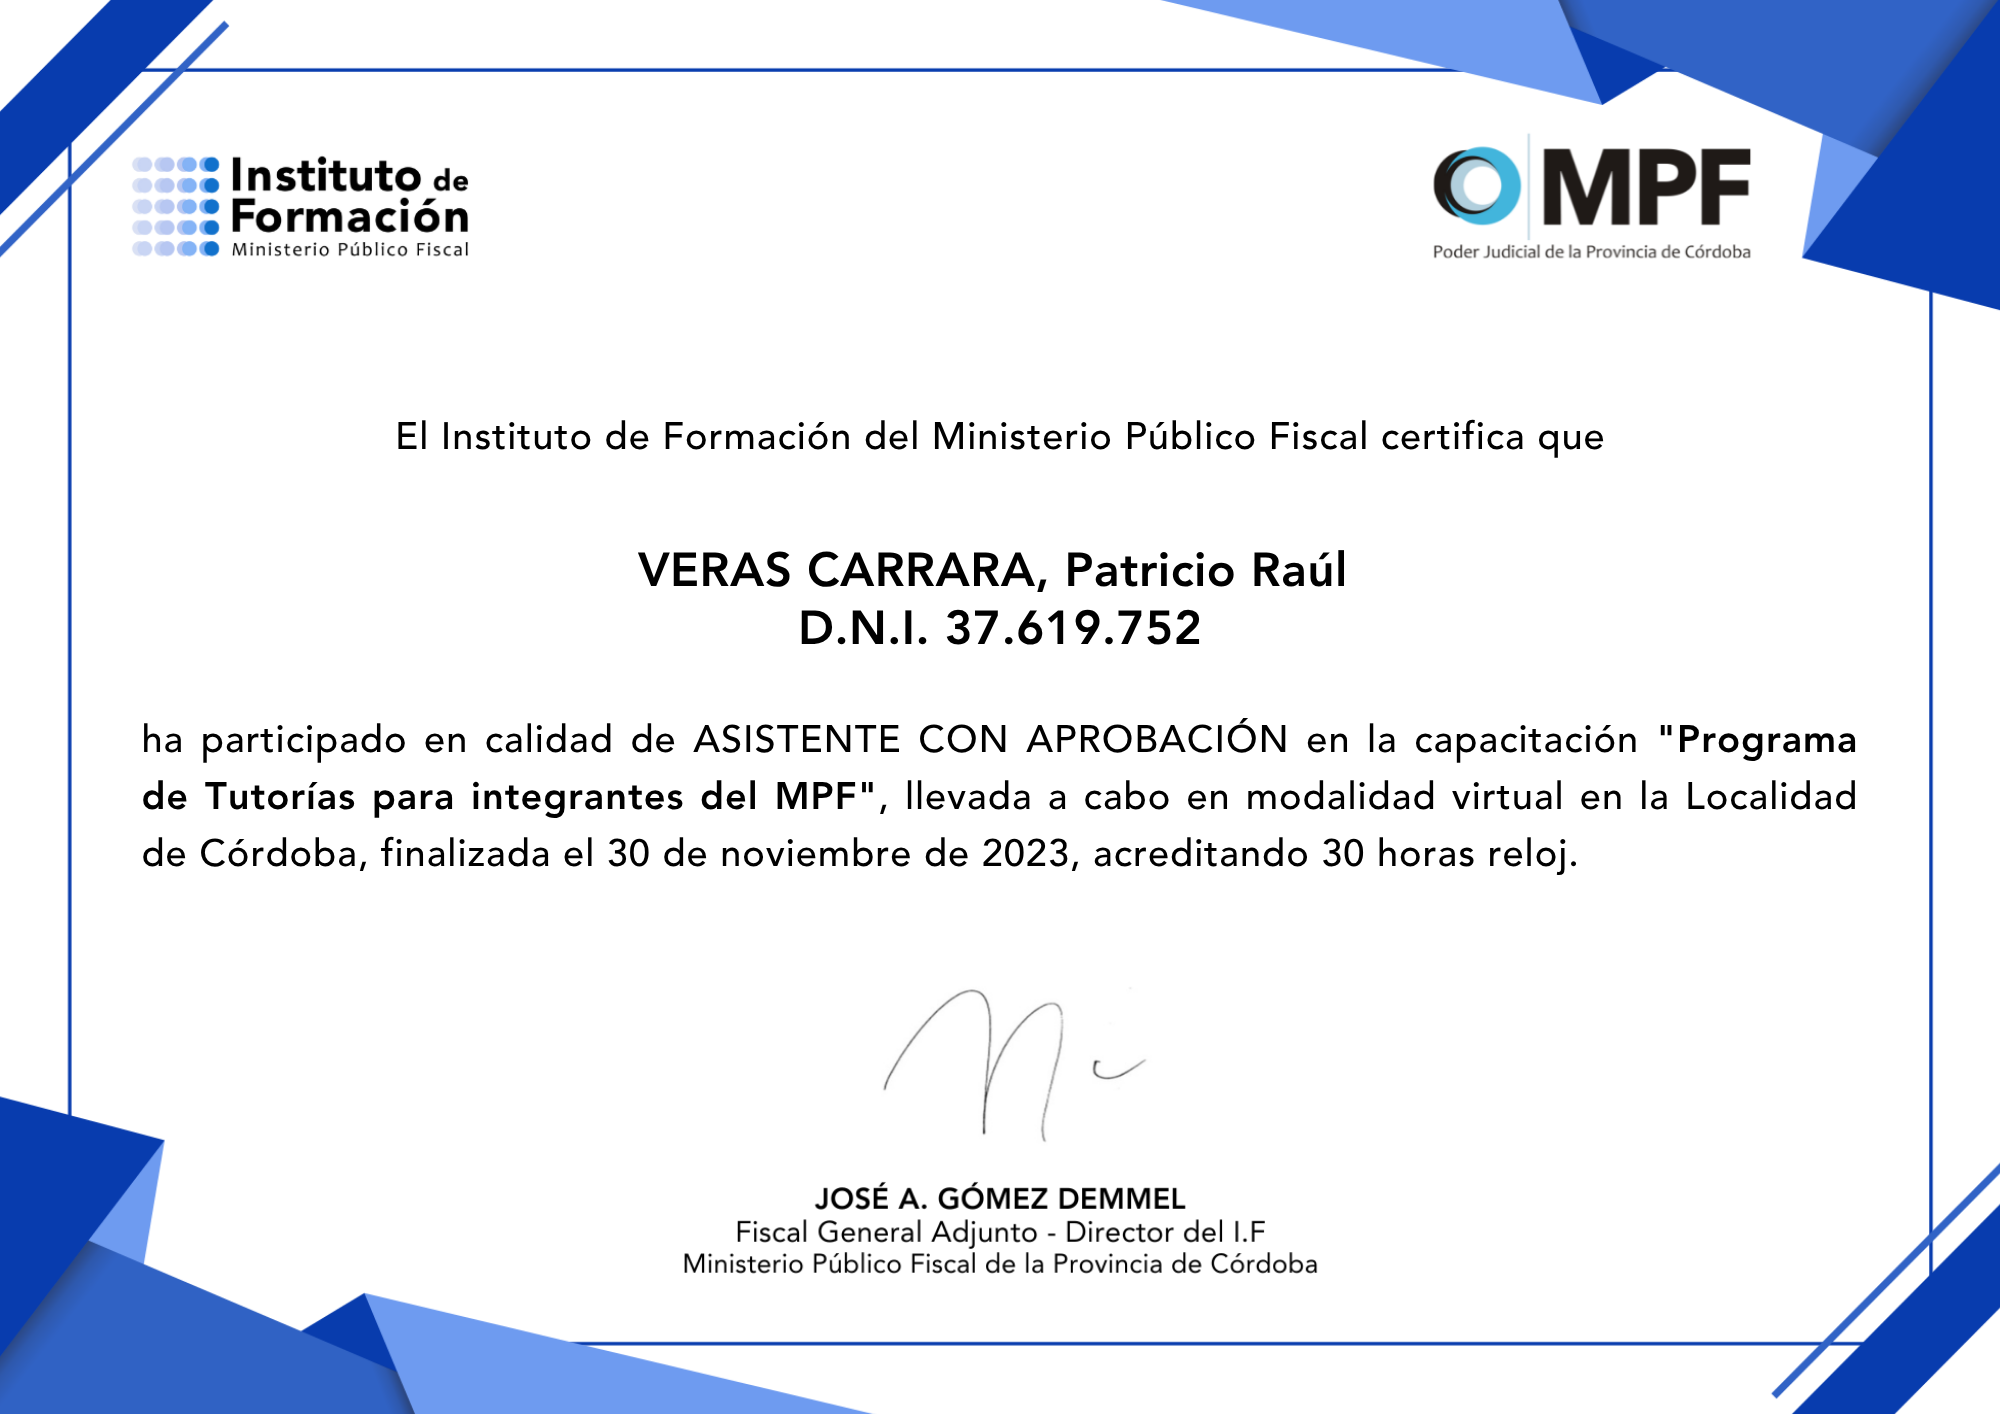 Instituto de
Formación
Ministerio Público Fiscal
MPF
Poder Judicial de la Provincia de Córdoba
El Instituto de Formación del Ministerio Público Fiscal certifica que
VERAS CARRARA, Patricio Raúl
D.N.I. 37.619.752
ha participado en calidad de ASISTENTE CON APROBACIÓN en la capacitación "Programa
de Tutorías para integrantes del MPF", llevada a cabo en modalidad virtual en la Localidad
de Córdoba, finalizada el 30 de noviembre de 2023, acreditando 30 horas reloj.
JOSÉ A. GÓMEZ DEMMEL
Fiscal General Adjunto - Director del I.F
Ministerio Público Fiscal de la Provincia de Córdoba